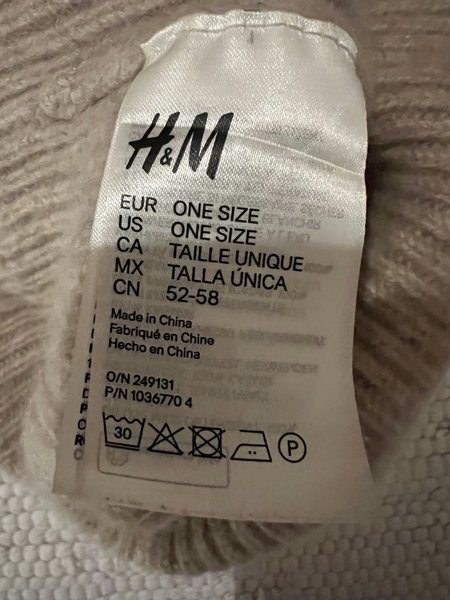 H&M
EUR ONE SIZE
US ONE SIZE
CA TAILLE UNIQUE
MX TALLA ÚNICA
CN 52-58
Made in China
Fabriqué en Chine
Hecho en China
O/N 249131
P/N 1036770 4
30
P